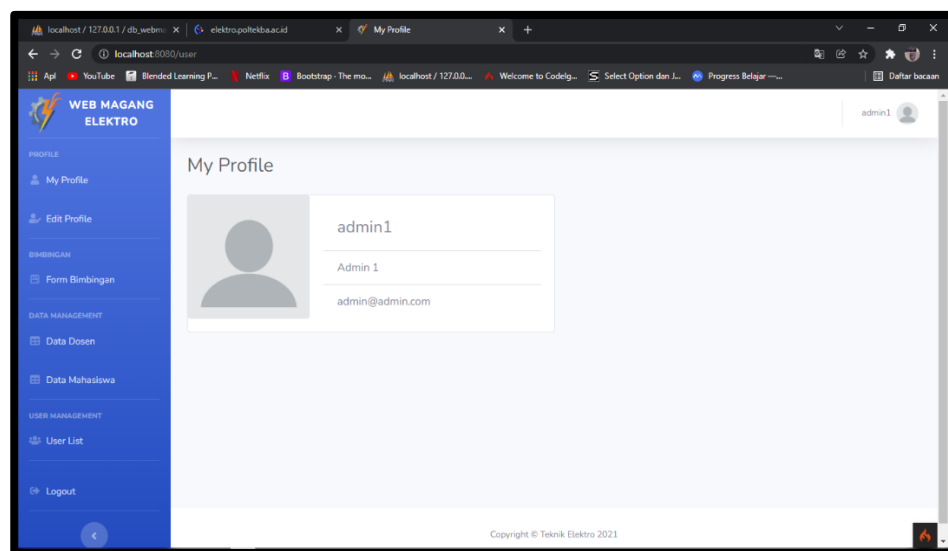 localhost / 127.0.0.1 / db_webma
elektro.poltekba.ac.id
My Profile
localhost:8080/user
Apl
YouTube
Blended Learning P...
Netflix
Bootstrap · The mo...
localhost / 127.0.0....
Welcome to CodeIg...
Select Option dan J...
Progress Belajar —...
Daftar bacaan
WEB MAGANG
ELEKTRO
admin1
PROFILE
My Profile
Edit Profile
BIMBINGAN
Form Bimbingan
DATA MANAGEMENT
Data Dosen
Data Mahasiswa
USER MANAGEMENT
User List
Logout
My Profile
admin1
Admin 1
admin@admin.com
Copyright © Teknik Elektro 2021